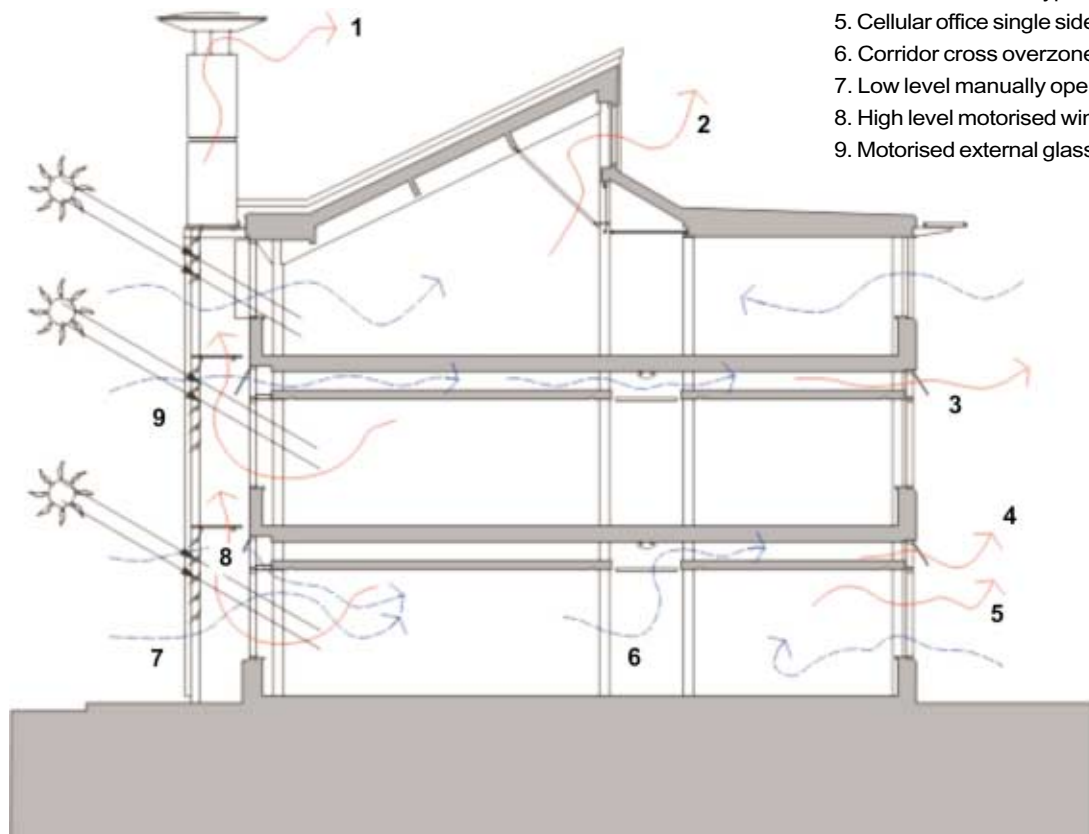 5. Cellular office single side
6. Corridor cross overzone
7. Low level manually ope
8. High level motorised
9. Motorised external glass
1
2
3
9
4
8
5
7
6